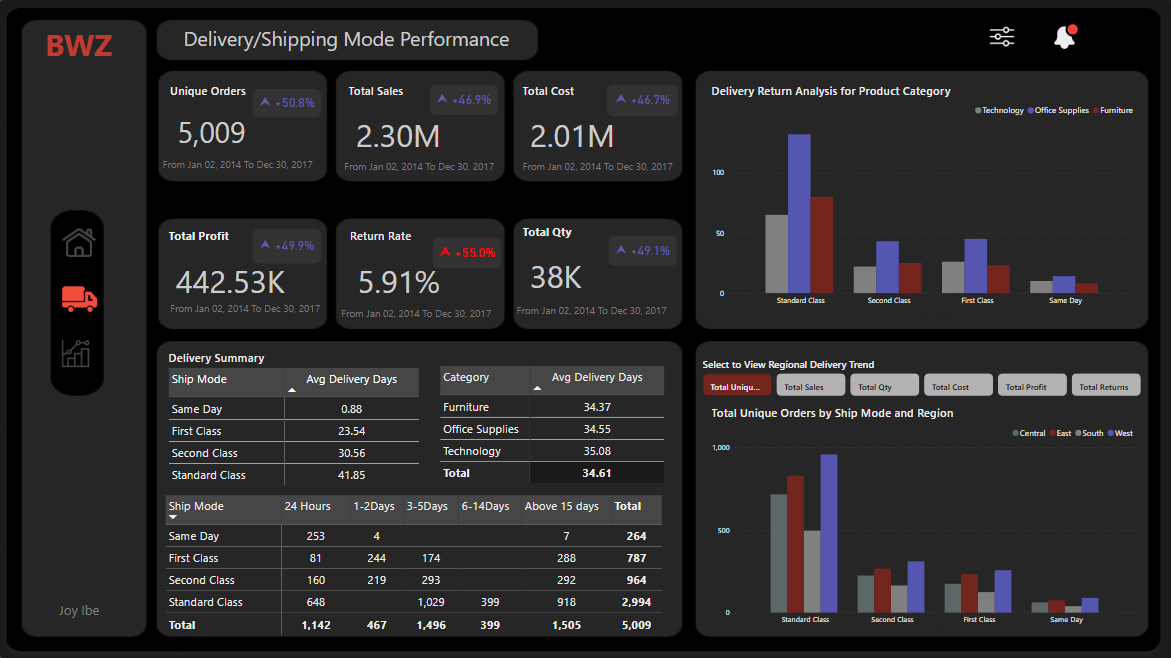 BWZ
Delivery/Shipping Mode Performance
Unique Orders
+50.8%
5,009
From Jan 02, 2014 To Dec 30, 2017
Total Sales
+46.9%
2.30M
From Jan 02, 2014 To Dec 30, 2017
Total Cost
+46.7%
2.01M
From Jan 02, 2014 To Dec 30, 2017
Total Profit
+49.9%
442.53K
From Jan 02, 2014 To Dec 30, 2017
Return Rate
+55.0%
5.91%
From Jan 02, 2014 To Dec 30, 2017
Total Qty
+49.1%
38K
From Jan 02, 2014 To Dec 30, 2017
Delivery Return Analysis for Product Category
Technology Office Supplies Furniture
100
50
0
Standard Class Second Class First Class Same Day
Delivery Summary
Ship Mode Avg Delivery Days
Same Day 0.88
First Class 23.54
Second Class 30.56
Standard Class 41.85
Category Avg Delivery Days
Furniture 34.37
Office Supplies 34.55
Technology 35.08
Total 34.61
Ship Mode 24 Hours 1-2Days 3-5Days 6-14Days Above 15 days Total
Same Day 253 4 7 264
First Class 81 244 174 288 787
Second Class 160 219 293 292 964
Standard Class 648 1,029 399 918 2,994
Total 1,142 467 1,496 399 1,505 5,009
Select to View Regional Delivery Trend
Total Uniqu... Total Sales Total Qty Total Cost Total Profit Total Returns
Total Unique Orders by Ship Mode and Region
Central East South West
1,000
500
0
Standard Class Second Class First Class Same Day
Joy Ibe